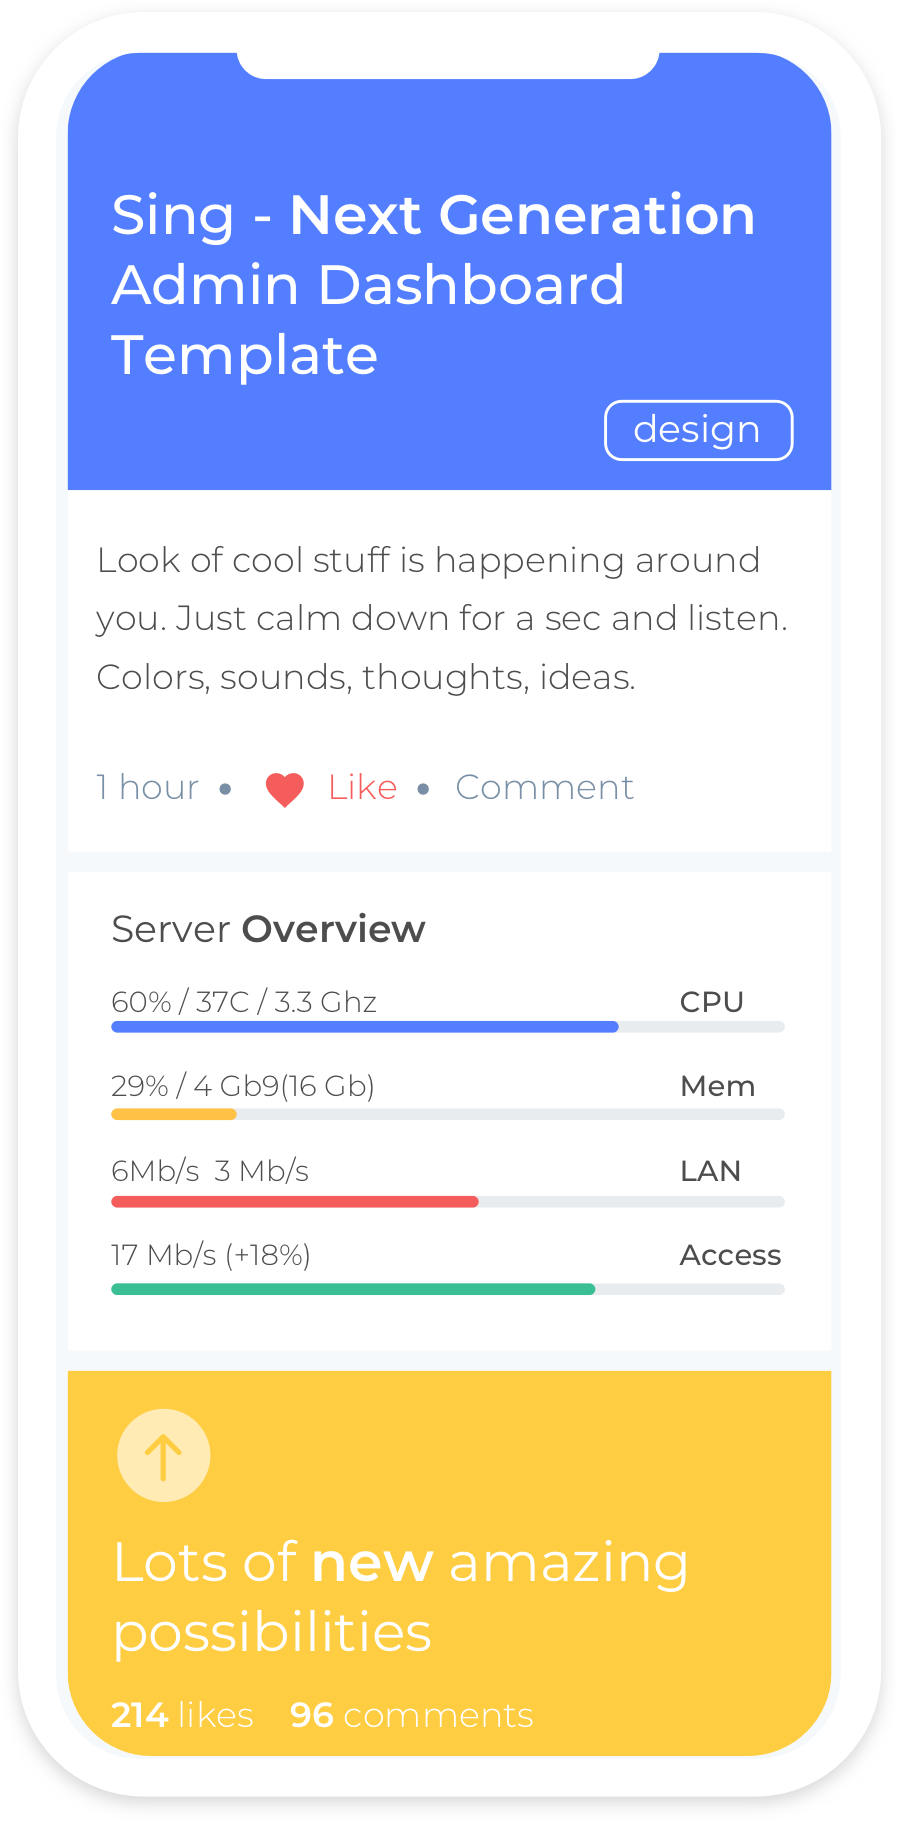 Sing - Next Generation
Admin Dashboard
Template
design
Look of cool stuff is happening around
you. Just calm down for a sec and listen.
Colors, sounds, thoughts, ideas.
1 hour • Like • Comment
Server Overview
60% / 37C / 3.3 Ghz CPU
29% / 4 Gb9(16 Gb) Mem
6Mb/s 3 Mb/s LAN
17 Mb/s (+18%) Access
Lots of new amazing
possibilities
214 likes 96 comments